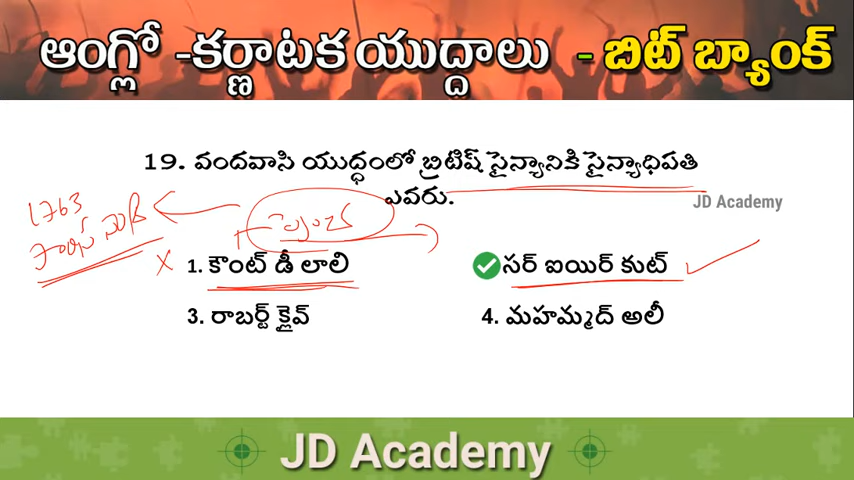 ఆంగ్లో -కర్ణాటక యుద్దాలు - బిట్ బ్యాంక్
19. వందవాసి యుద్ధంలో బ్రిటిష్ సైన్యానికి సైన్యాధిపతి
ఎవరు.
JD Academy
1763
1. కౌంట్ డీ లాలి
సర్ ఐయిర్ కుట్
3. రాబర్ట్ క్లైవ్
4. మహమ్మద్ అలీ
JD Academy